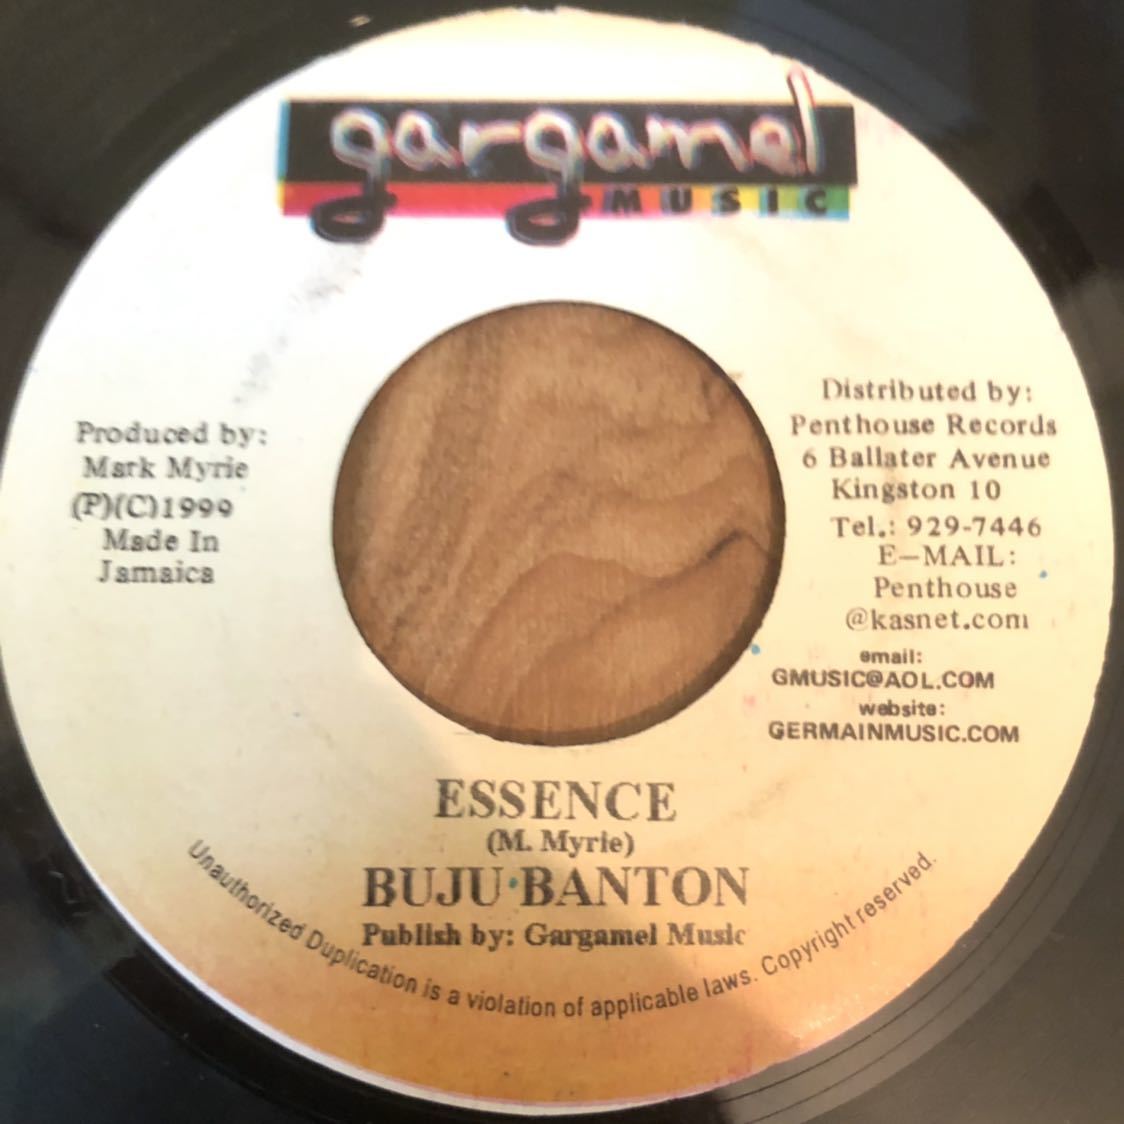 gargamel
MUSIC
Produced by:
Mark Myrie
(P)(C)1999
Made In
Jamaica
Distributed by:
Penthouse Records
6 Ballater Avenue
Kingston 10
Tel.: 929-7446
E-MAIL:
Penthouse
@kasnet.com
email:
GMUSIC@AOL.COM
website:
GERMAINMUSIC.COM
ESSENCE
(M. Myrie)
BUJU BANTON
Publish by: Gargamel Music
Unauthorized Duplication is a violation of applicable laws. Copyright reserved.